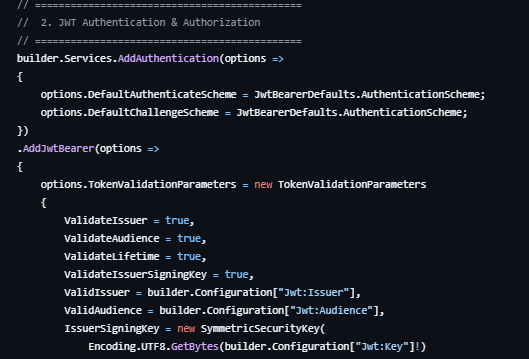 // =============================================
//  2. JWT Authentication & Authorization
// =============================================
builder.Services.AddAuthentication(options =>
{
    options.DefaultAuthenticateScheme = JwtBearerDefaults.AuthenticationScheme;
    options.DefaultChallengeScheme = JwtBearerDefaults.AuthenticationScheme;
})
.AddJwtBearer(options =>
{
    options.TokenValidationParameters = new TokenValidationParameters
    {
        ValidateIssuer = true,
        ValidateAudience = true,
        ValidateLifetime = true,
        ValidateIssuerSigningKey = true,
        ValidIssuer = builder.Configuration["Jwt:Issuer"],
        ValidAudience = builder.Configuration["Jwt:Audience"],
        IssuerSigningKey = new SymmetricSecurityKey(
            Encoding.UTF8.GetBytes(builder.Configuration["Jwt:Key"]!)